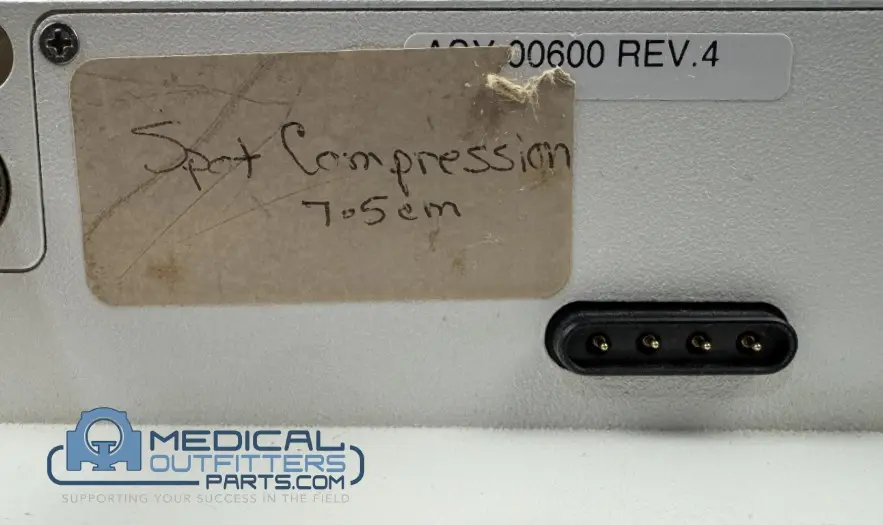 00600 REV.4
Spot Compression
7.5cm
MEDICAL
OUTFITTERS
PARTS.COM
SUPPORTING YOUR SUCCESS IN THE FIELD